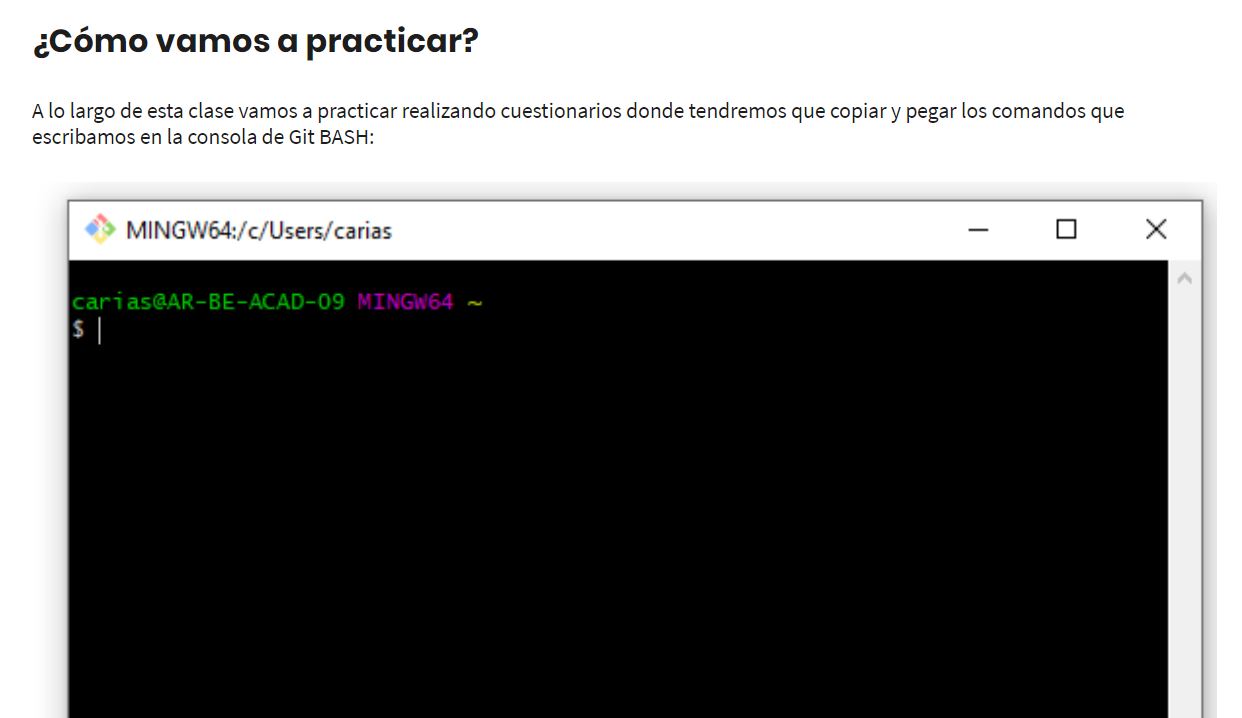 ¿Cómo vamos a practicar?
A lo largo de esta clase vamos a practicar realizando cuestionarios donde tendremos que copiar y pegar los comandos que
escribamos en la consola de Git BASH:
MINGW64:/c/Users/carias
carias@AR-BE-ACAD-09 MINGW64 ~
$